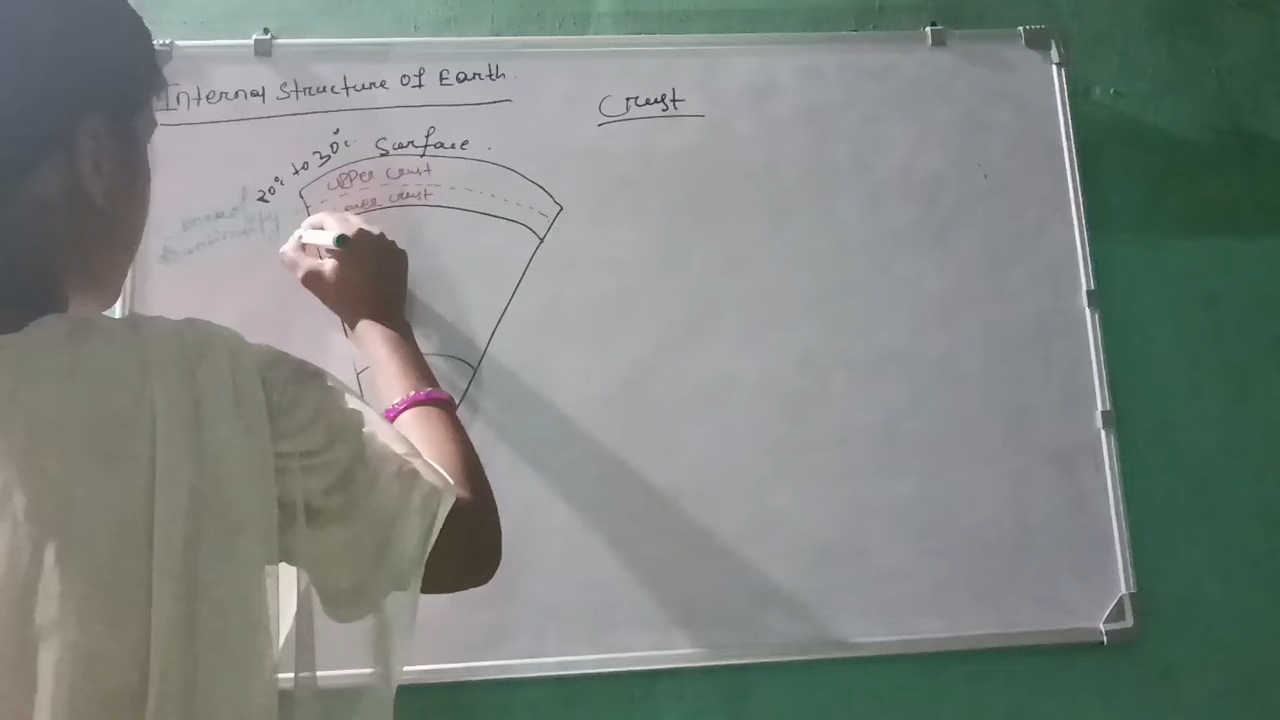 Internal Structure Of Earth.
Crust
20°C to 30°C
Surface.
Upper Crust
Lower Crust